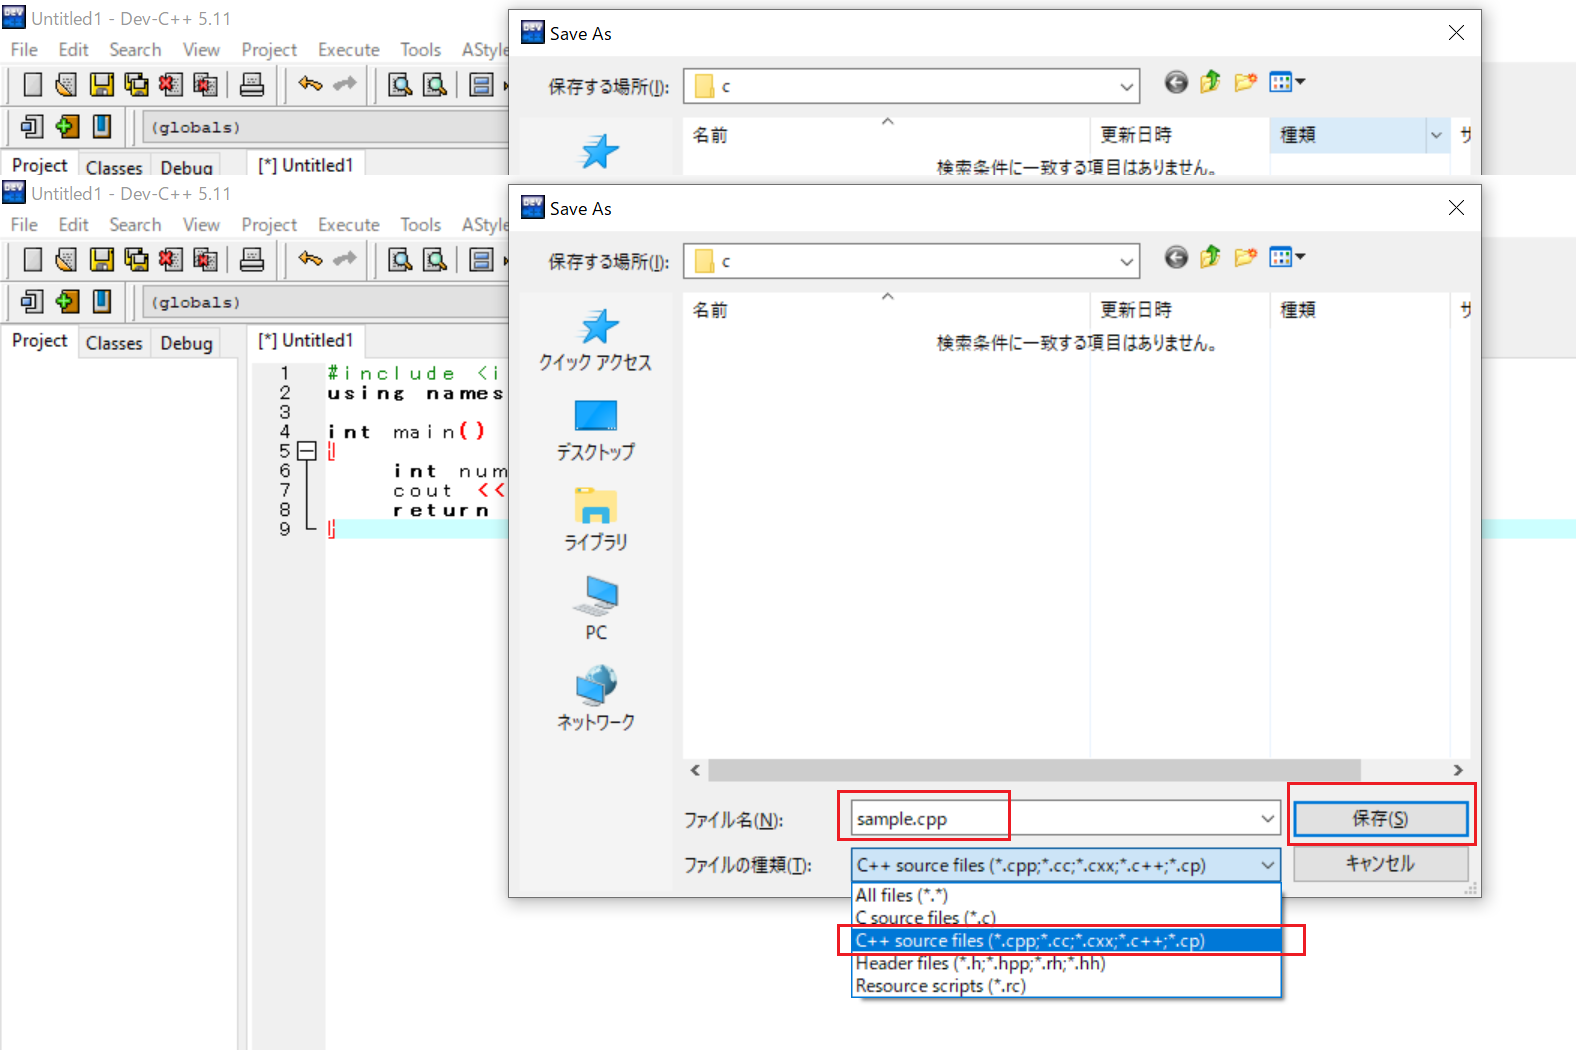 Untitled1 - Dev-C++ 5.11
File Edit Search View Project Execute Tools AStyle
(globals)
Project Classes Debug [*] Untitled1
Save As
保存する場所(I): c
名前 更新日時 種類 サ
検索条件に一致する項目はありません。
Untitled1 - Dev-C++ 5.11
File Edit Search View Project Execute Tools AStyle
(globals)
Project Classes Debug [*] Untitled1
1 #include <i
2 using names
3
4 int main()
5 {
6 int num
7 cout <<
8 return
9 }
Save As
保存する場所(I): c
名前 更新日時 種類 サ
検索条件に一致する項目はありません。
クイック アクセス
デスクトップ
ライブラリ
PC
ネットワーク
ファイル名(N): sample.cpp 保存(S)
ファイルの種類(T): C++ source files (*.cpp;*.cc;*.cxx;*.c++;*.cp) キャンセル
All files (*.*)
C source files (*.c)
C++ source files (*.cpp;*.cc;*.cxx;*.c++;*.cp)
Header files (*.h;*.hpp;*.rh;*.hh)
Resource scripts (*.rc)